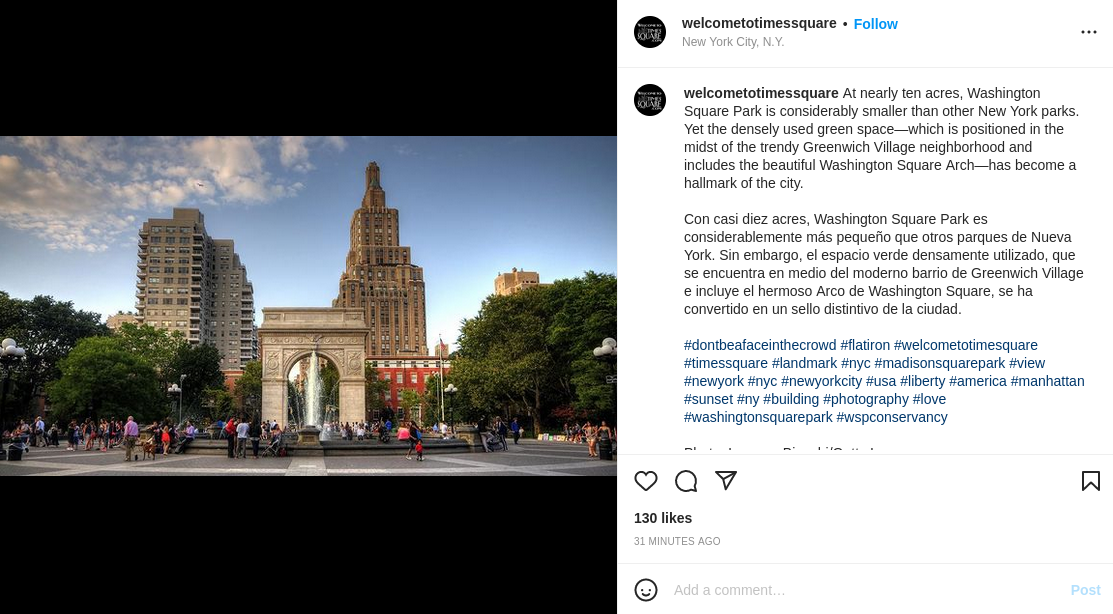 welcometotimessquare • Follow
New York City, N.Y.
welcometotimessquare At nearly ten acres, Washington
Square Park is considerably smaller than other New York parks.
Yet the densely used green space—which is positioned in the
midst of the trendy Greenwich Village neighborhood and
includes the beautiful Washington Square Arch—has become a
hallmark of the city.
Con casi diez acres, Washington Square Park es
considerablemente más pequeño que otros parques de Nueva
York. Sin embargo, el espacio verde densamente utilizado, que
se encuentra en medio del moderno barrio de Greenwich Village
e incluye el hermoso Arco de Washington Square, se ha
convertido en un sello distintivo de la ciudad.
#dontbeafaceinthecrowd #flatiron #welcometotimesquare
#timessquare #landmark #nyc #madisonsquarepark #view
#newyork #nyc #newyorkcity #usa #liberty #america #manhattan
#sunset #ny #building #photography #love
#washingtonsquarepark #wspconservancy
130 likes
31 MINUTES AGO
Add a comment…
Post